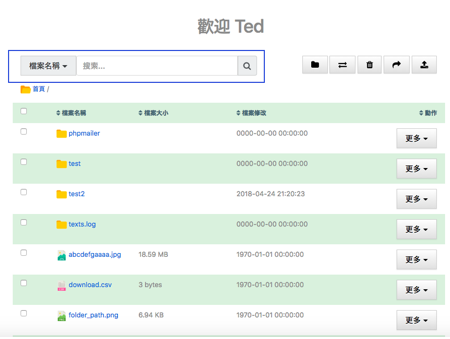 歡迎 Ted
檔案名稱 搜索...
首頁 /
檔案名稱 檔案大小 檔案修改 動作
phpmailer 0000-00-00 00:00:00 更多
test 0000-00-00 00:00:00 更多
test2 2018-04-24 21:20:23 更多
texts.log 0000-00-00 00:00:00 更多
abcdefgaaaa.jpg 18.59 MB 1970-01-01 00:00:00 更多
download.csv 3 bytes 1970-01-01 00:00:00 更多
folder_path.png 6.94 KB 1970-01-01 00:00:00 更多